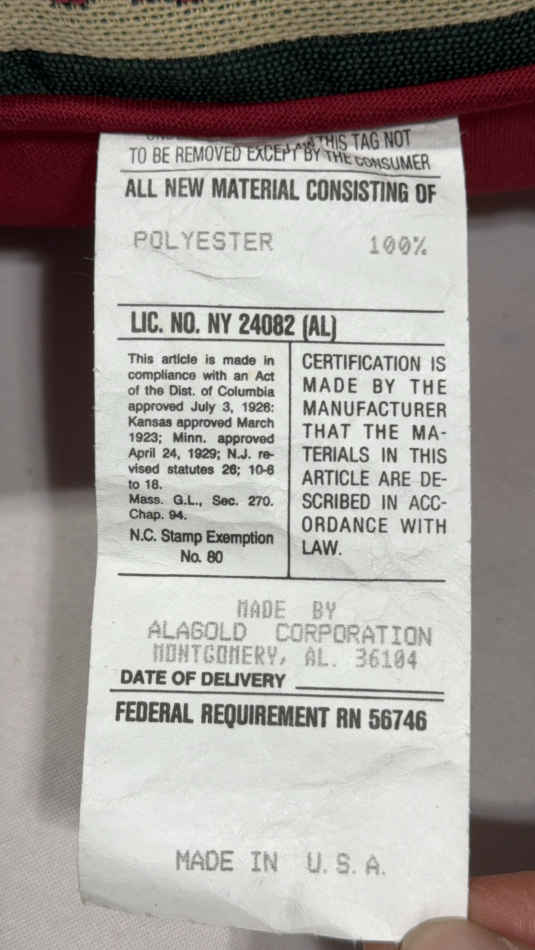 THIS TAG NOT
TO BE REMOVED EXCEPT BY THE CONSUMER
ALL NEW MATERIAL CONSISTING OF
POLYESTER 100%
LIC. NO. NY 24082 (AL)
This article is made in
compliance with an Act
of the Dist. of Columbia
approved July 3, 1926:
Kansas approved March
1923; Minn. approved
April 24, 1929; N.J. re-
vised statutes 26; 10-6
to 18.
Mass. G.L., Sec. 270.
Chap. 94.
N.C. Stamp Exemption
No. 80
CERTIFICATION IS
MADE BY THE
MANUFACTURER
THAT THE MA-
TERIALS IN THIS
ARTICLE ARE DE-
SCRIBED IN ACC-
ORDANCE WITH
LAW.
MADE BY
ALAGOLD CORPORATION
MONTGOMERY, AL. 36104
DATE OF DELIVERY
FEDERAL REQUIREMENT RN 56746
MADE IN U.S.A.